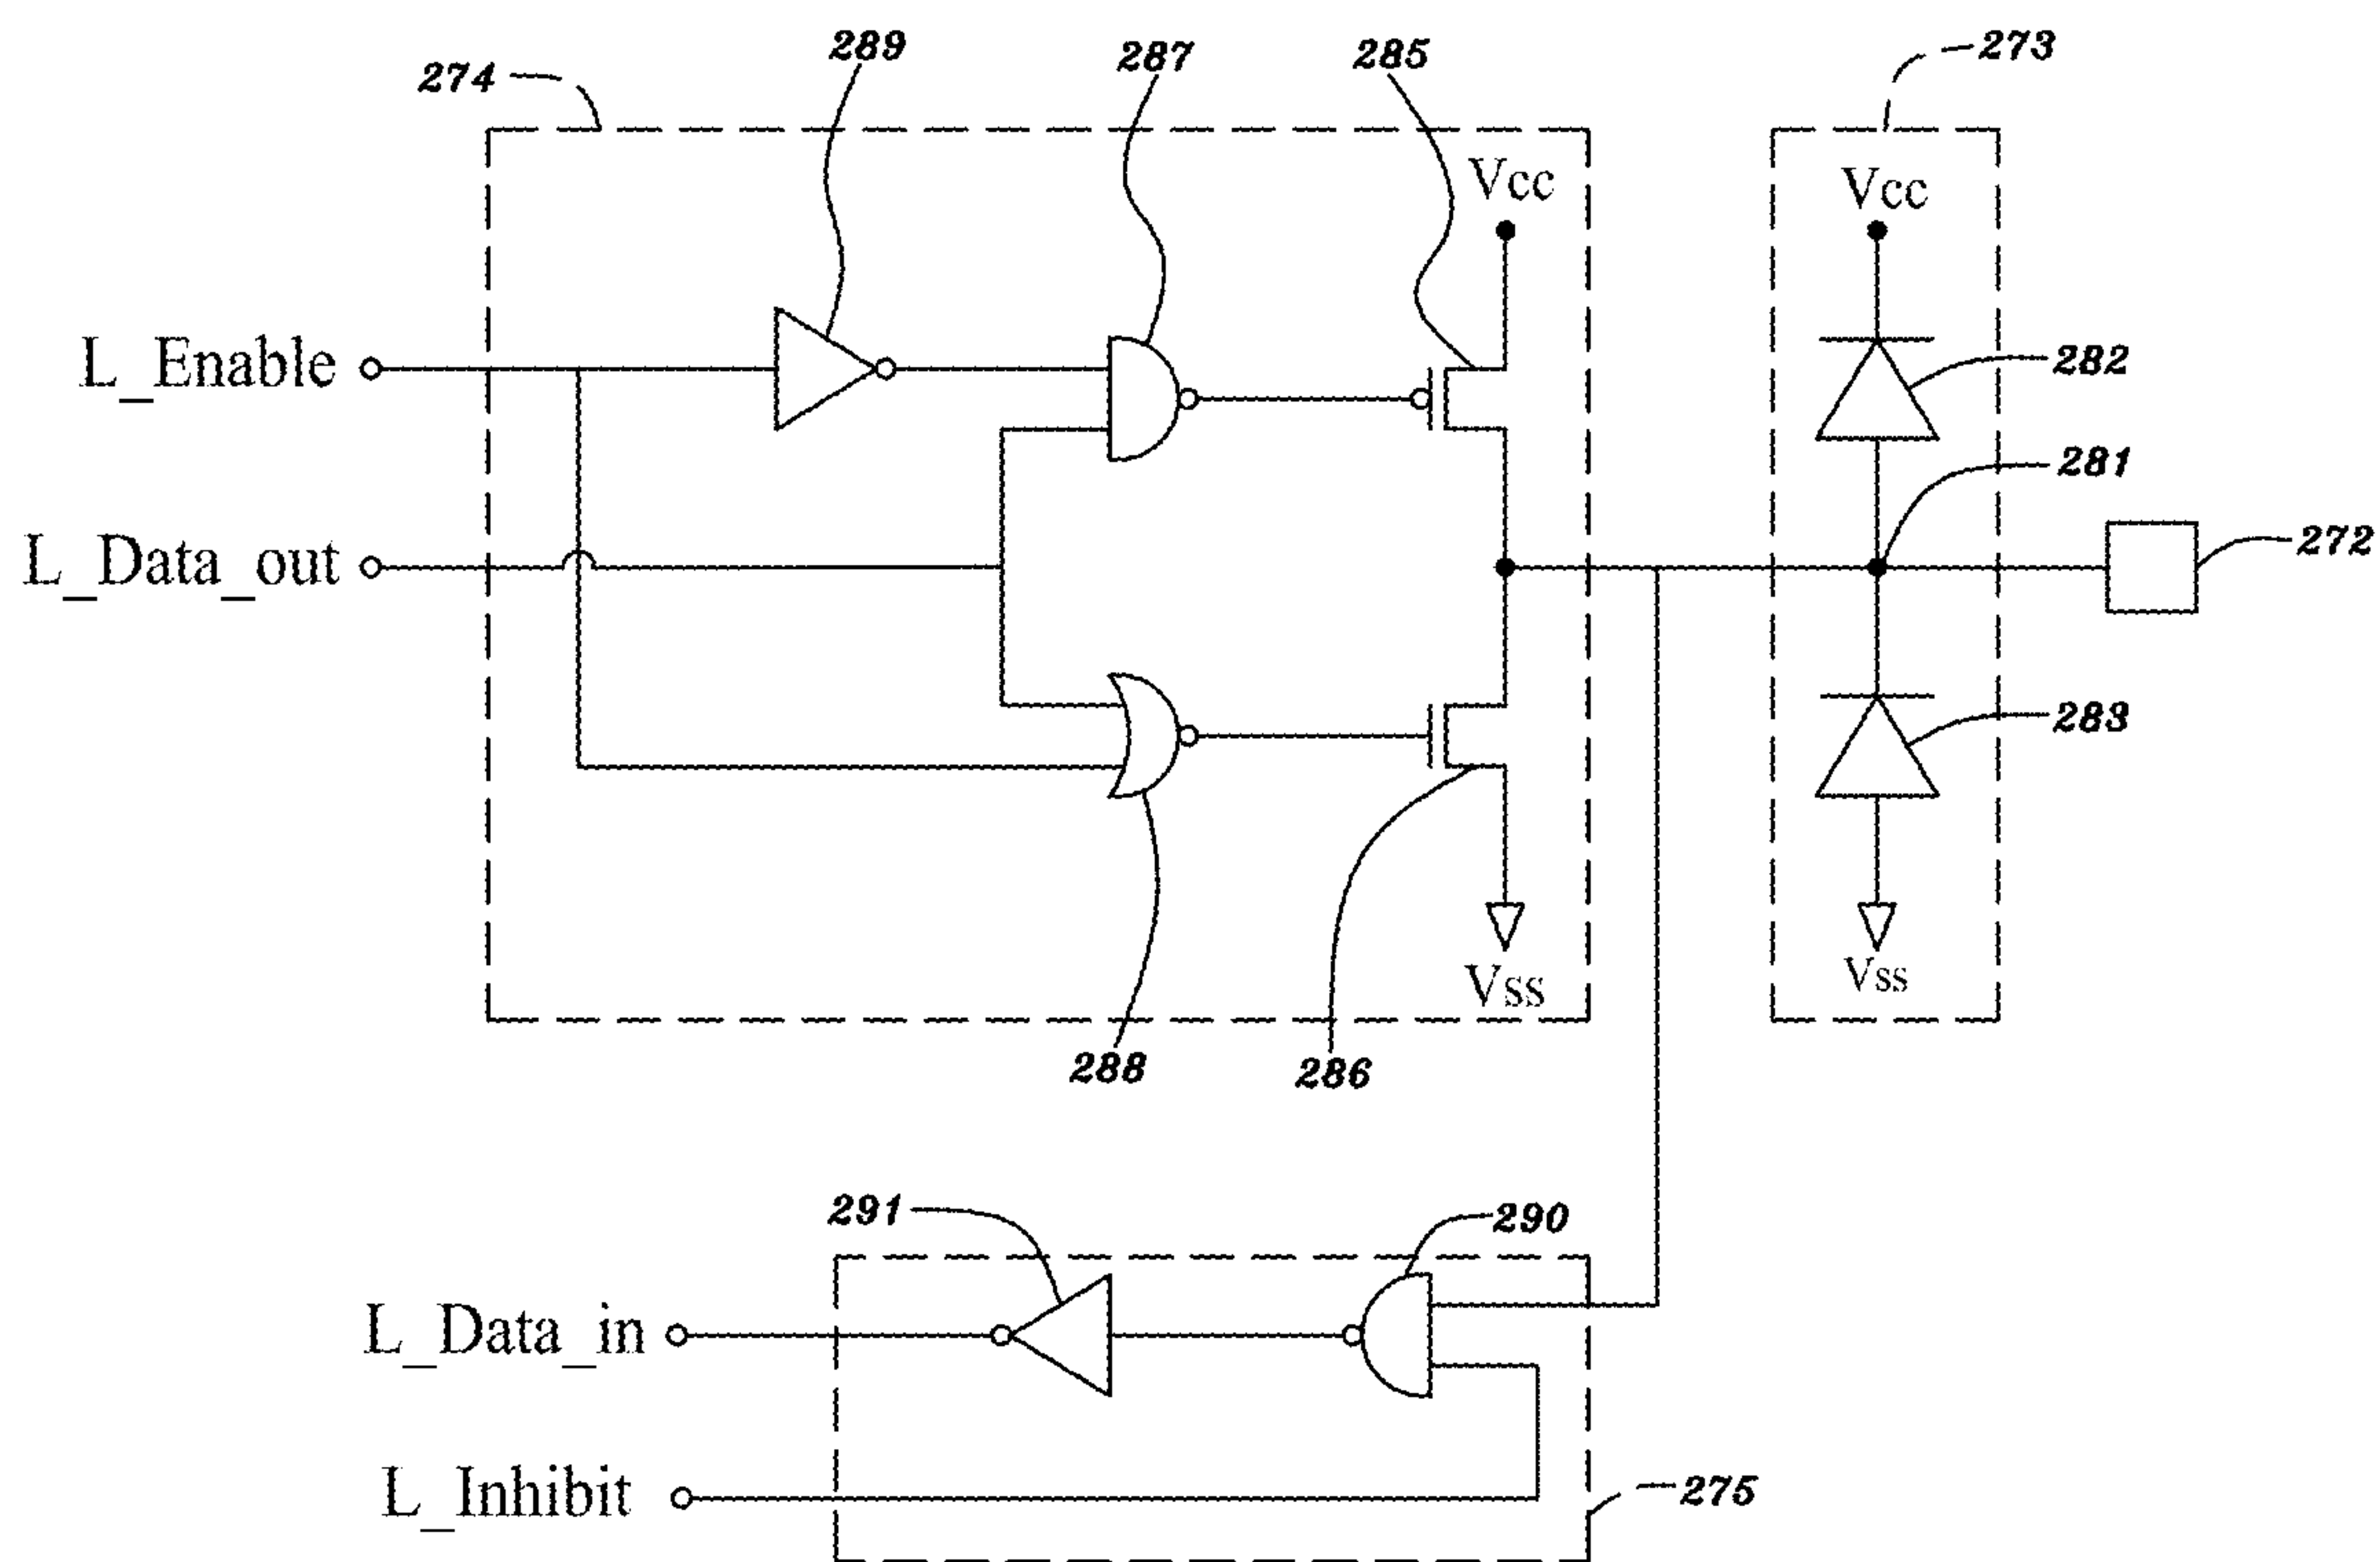 289
287
285
273
274
Vcc
Vcc
L_Enable
282
281
L_Data_out
272
283
Vss
Vss
288
286
291
290
L_Data_in
L_Inhibit
275